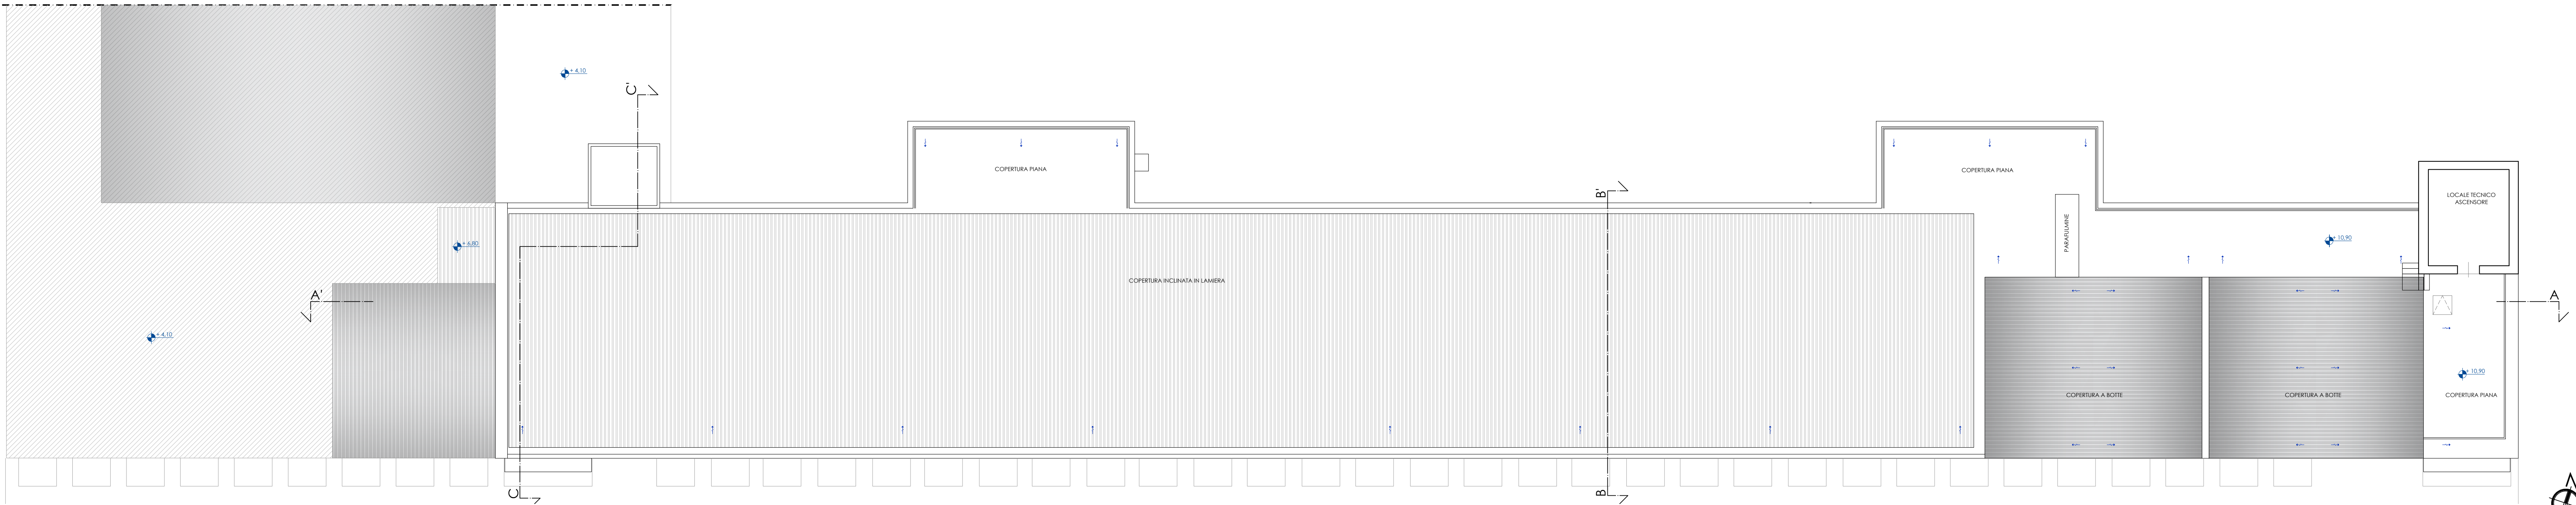 + 4,10
C'
COPERTURA PIANA
B'
COPERTURA PIANA
LOCALE TECNICO
ASCENSORE
PARAFULMINE
+ 10,90
+ 6,80
COPERTURA INCLINATA IN LAMIERA
A'
A
+ 4,10
+ 10,90
COPERTURA A BOTTE
COPERTURA A BOTTE
COPERTURA PIANA
C
B
N